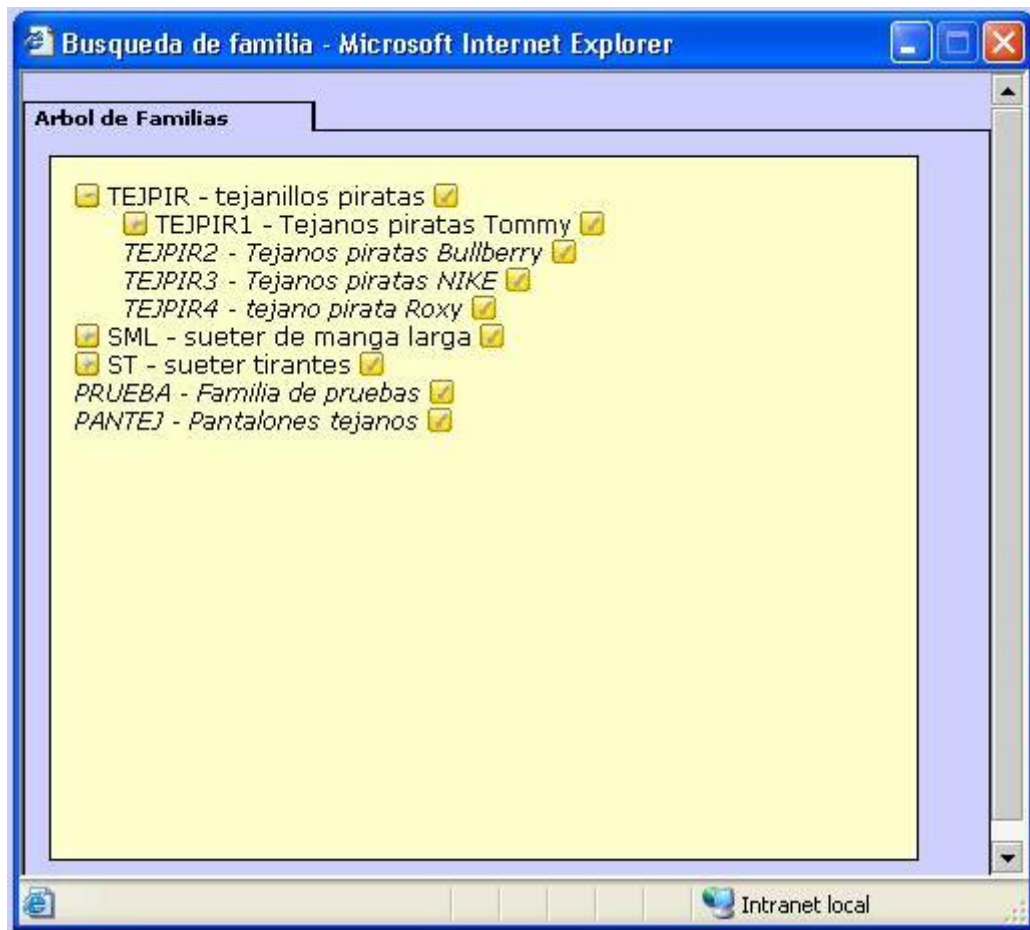 Busqueda de familia - Microsoft Internet Explorer
Arbol de Familias
TEJPIR - tejanillos piratas
TEJPIR1 - Tejanos piratas Tommy
TEJPIR2 - Tejanos piratas Bullberry
TEJPIR3 - Tejanos piratas NIKE
TEJPIR4 - tejano pirata Roxy
SML - sueter de manga larga
ST - sueter tirantes
PRUEBA - Familia de pruebas
PANTEJ - Pantalones tejanos
Intranet local